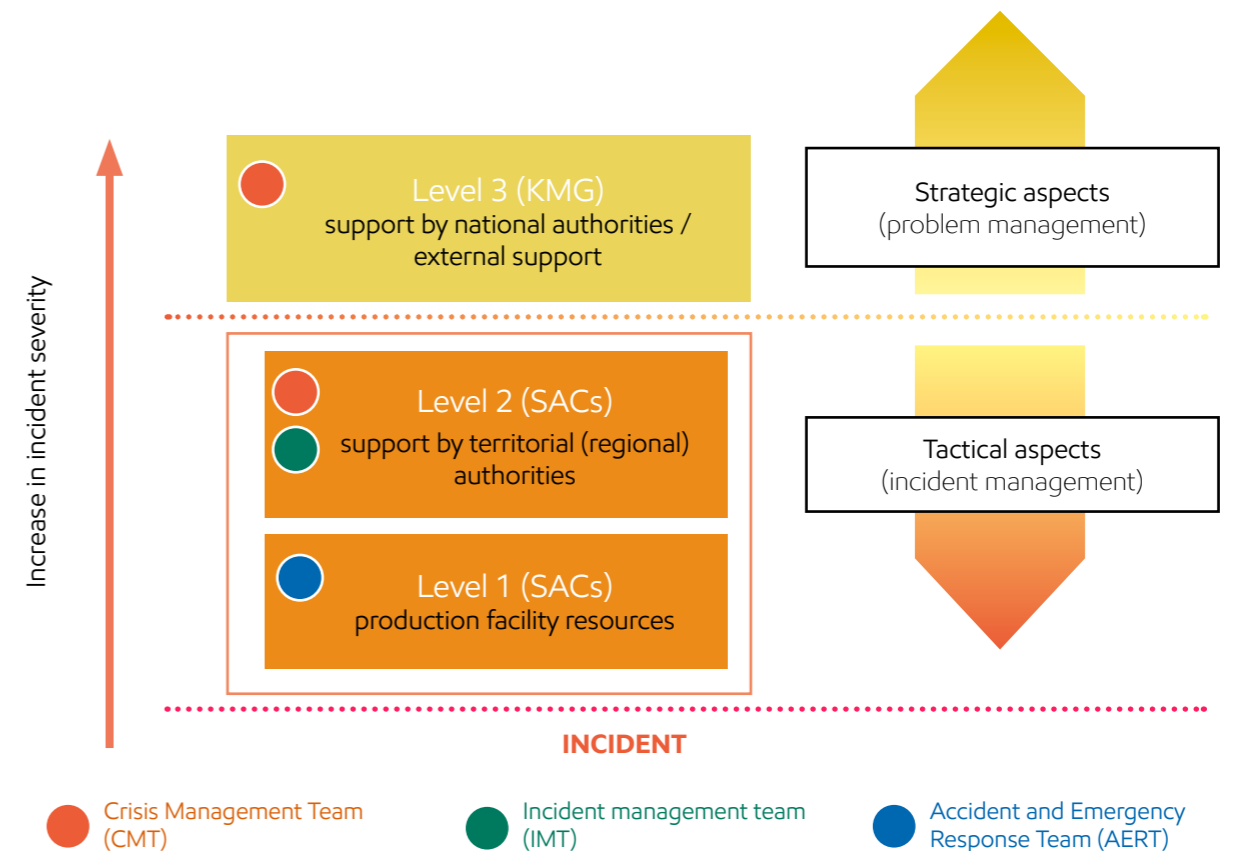 Increase in incident severity
Level 3 (KMG)
support by national authorities /
external support
Strategic aspects
(problem management)
Level 2 (SACs)
support by territorial (regional)
authorities
Tactical aspects
(incident management)
Level 1 (SACs)
production facility resources
INCIDENT
Crisis Management Team
(CMT)
Incident management team
(IMT)
Accident and Emergency
Response Team (AERT)